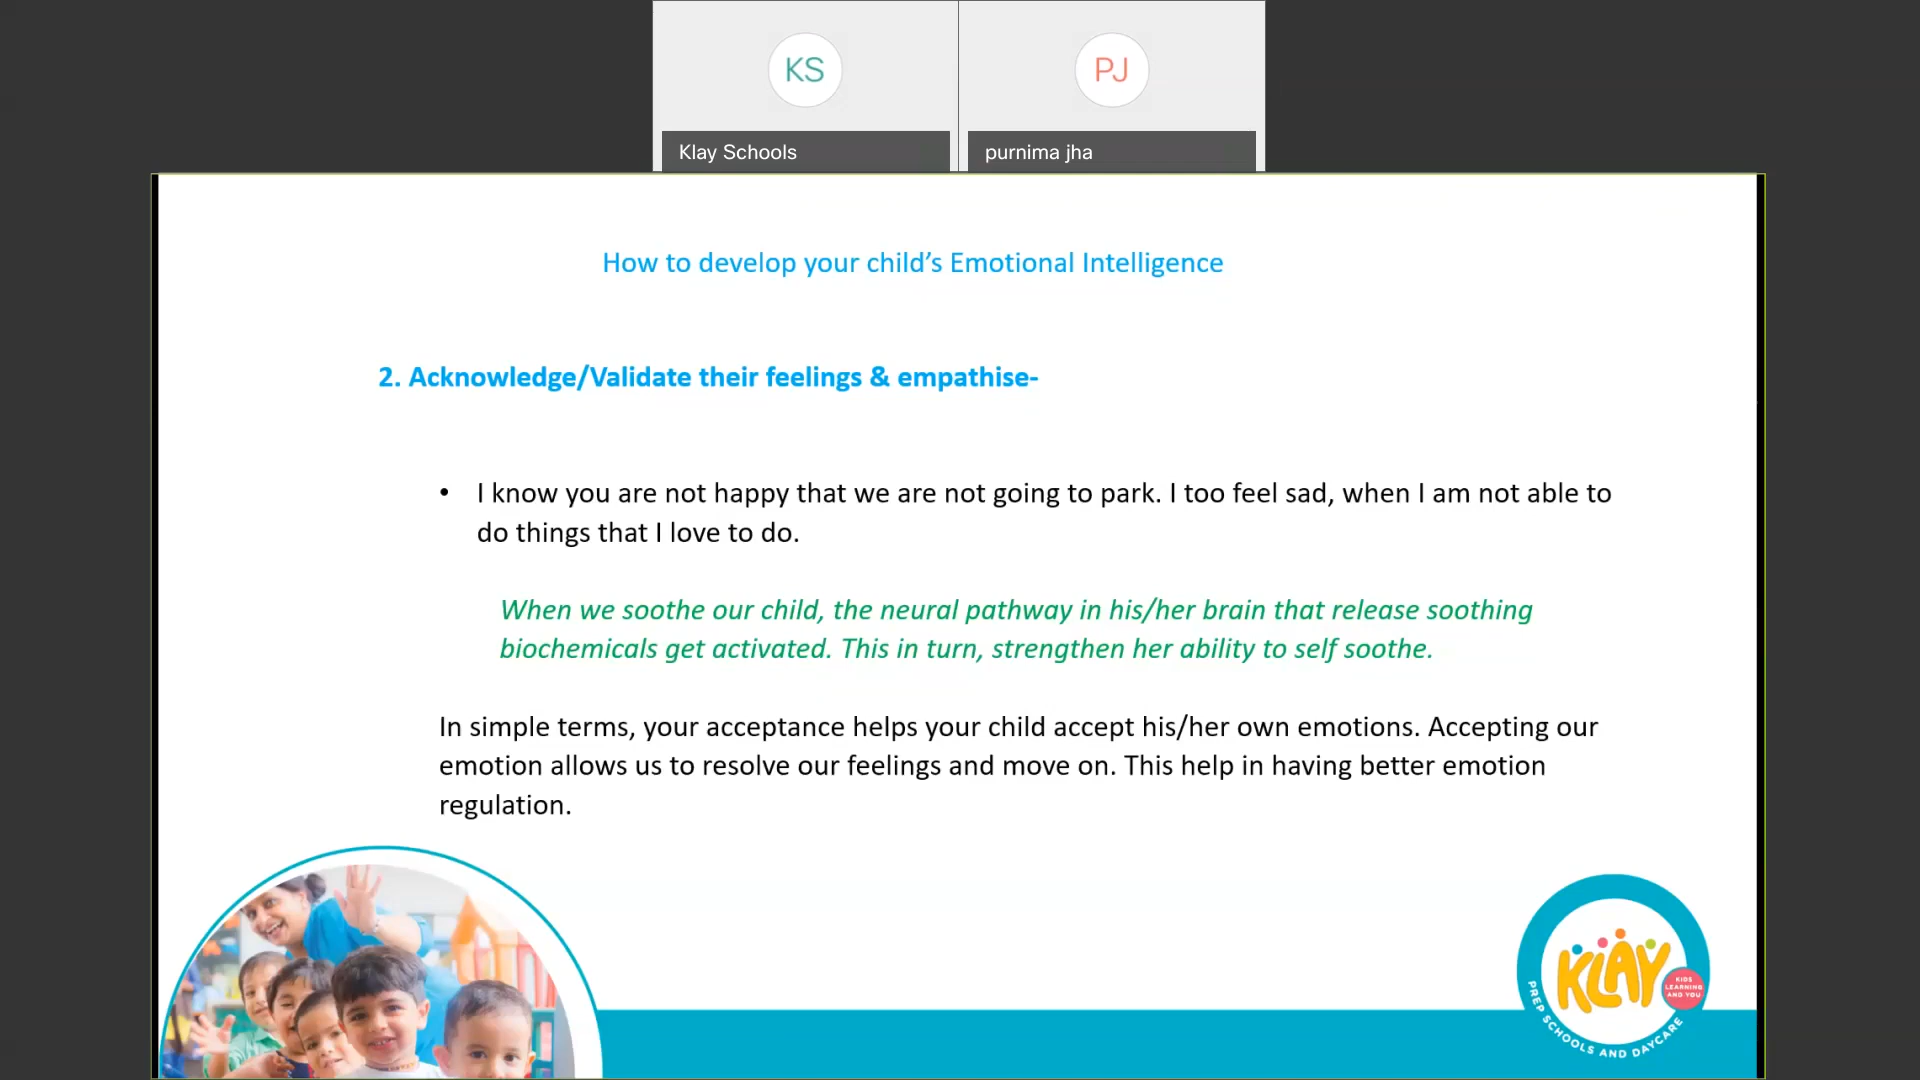 KS
PJ
Klay Schools
purnima jha
How to develop your child’s Emotional Intelligence
2. Acknowledge/Validate their feelings & empathise-
• I know you are not happy that we are not going to park. I too feel sad, when I am not able to
do things that I love to do.
When we soothe our child, the neural pathway in his/her brain that release soothing
biochemicals get activated. This in turn, strengthen her ability to self soothe.
In simple terms, your acceptance helps your child accept his/her own emotions. Accepting our
emotion allows us to resolve our feelings and move on. This help in having better emotion
regulation.
KLAY
KIDS
LEARNING
AND YOU
PREP SCHOOLS AND DAYCARE